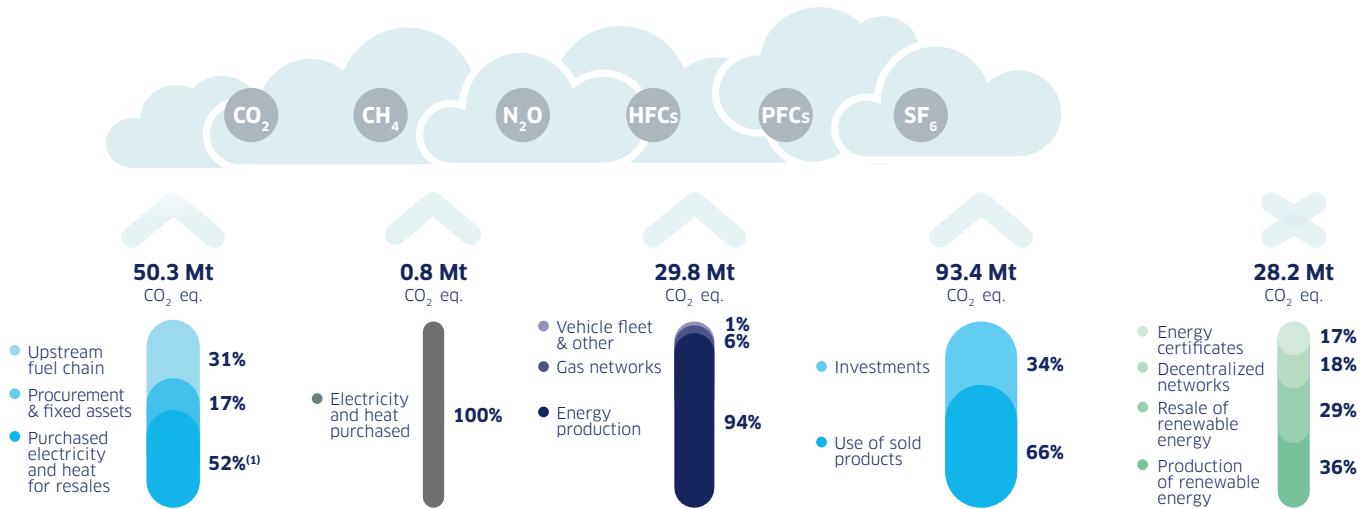 CO2
CH4
N2O
HFCs
PFCs
SF6
50.3 Mt
CO2 eq.
Upstream
fuel chain
31%
Procurement
& fixed assets
17%
Purchased
electricity
and heat
for resales
52%(1)
0.8 Mt
CO2 eq.
Electricity
and heat
purchased
100%
29.8 Mt
CO2 eq.
Vehicle fleet
& other
1%
Gas networks
6%
Energy
production
94%
93.4 Mt
CO2 eq.
Investments
34%
Use of sold
products
66%
28.2 Mt
CO2 eq.
Energy
certificates
17%
Decentralized
networks
18%
Resale of
renewable
energy
29%
Production
of renewable
energy
36%